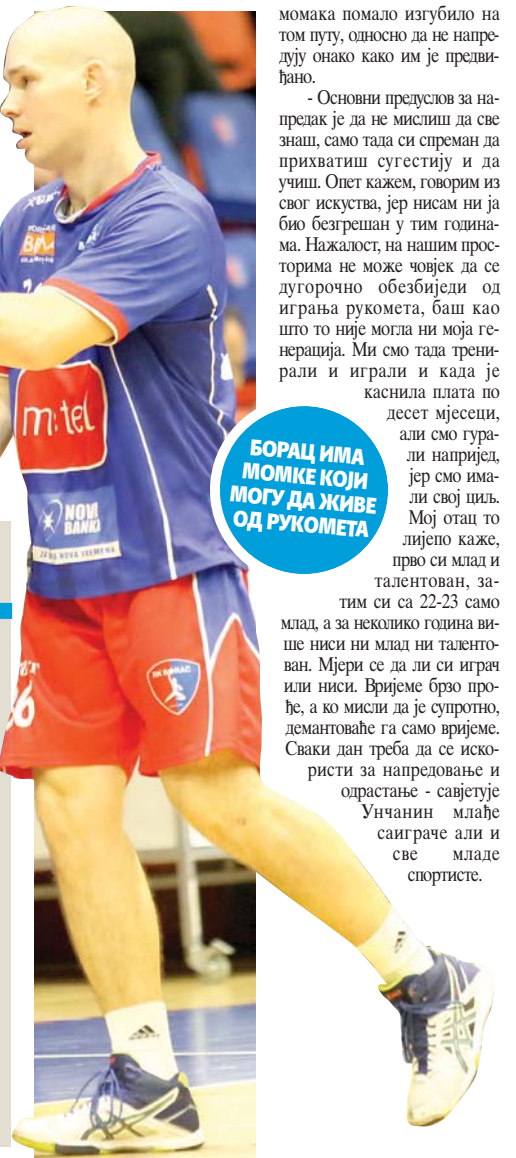 момака помало изгубило на
том путу, односно да не напре-
дују онако како им је предви-
ђано.
- Основни предуслов за на-
предак је да не мислиш да све
знаш, само тада си спреман да
прихватиш сугестију и да
учиш. Опет кажем, говорим из
свог искуства, јер нисам ни ја
био безгрешан у тим година-
ма. Нажалост, на нашим прос-
торима не може човјек да се
дугорочно обезбиједи од
играња рукомета, баш као
што то није могла ни моја ге-
нерација. Ми смо тада трени-
рали и играли и када је
каснила плата по
десет мјесеци,
али смо гура-
ли напријед,
јер смо има-
ли свој циљ.
Мој отац то
лијепо каже,
прво си млад и
талентован, за-
тим си са 22-23 само
млад, а за неколико година ви-
ше ниси ни млад ни таленто-
ван. Мјери се да ли си играч
или ниси. Вријеме брзо про-
ђе, а ко мисли да је супротно,
демантоваће га само вријеме.
Сваки дан треба да се иско-
ристи за напредовање и
одрастање - савјетује
Унчанин млађе
саиграче али и
све младе
спортисте.
БОРАЦ ИМА
МОМКЕ КОЈИ
МОГУ ДА ЖИВЕ
ОД РУКОМЕТА
m:tel
NOVA
BANKA